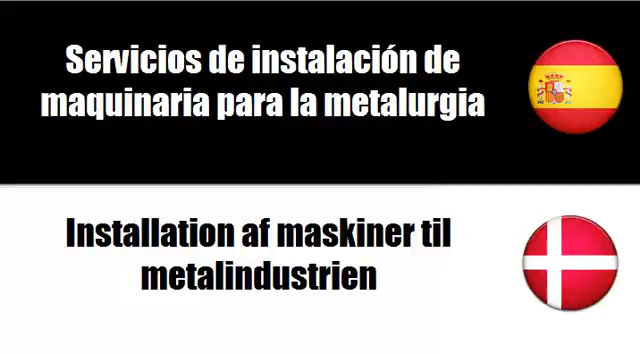 Servicios de instalación de
maquinaria para la metalurgia
Installation af maskiner til
metalindustrien